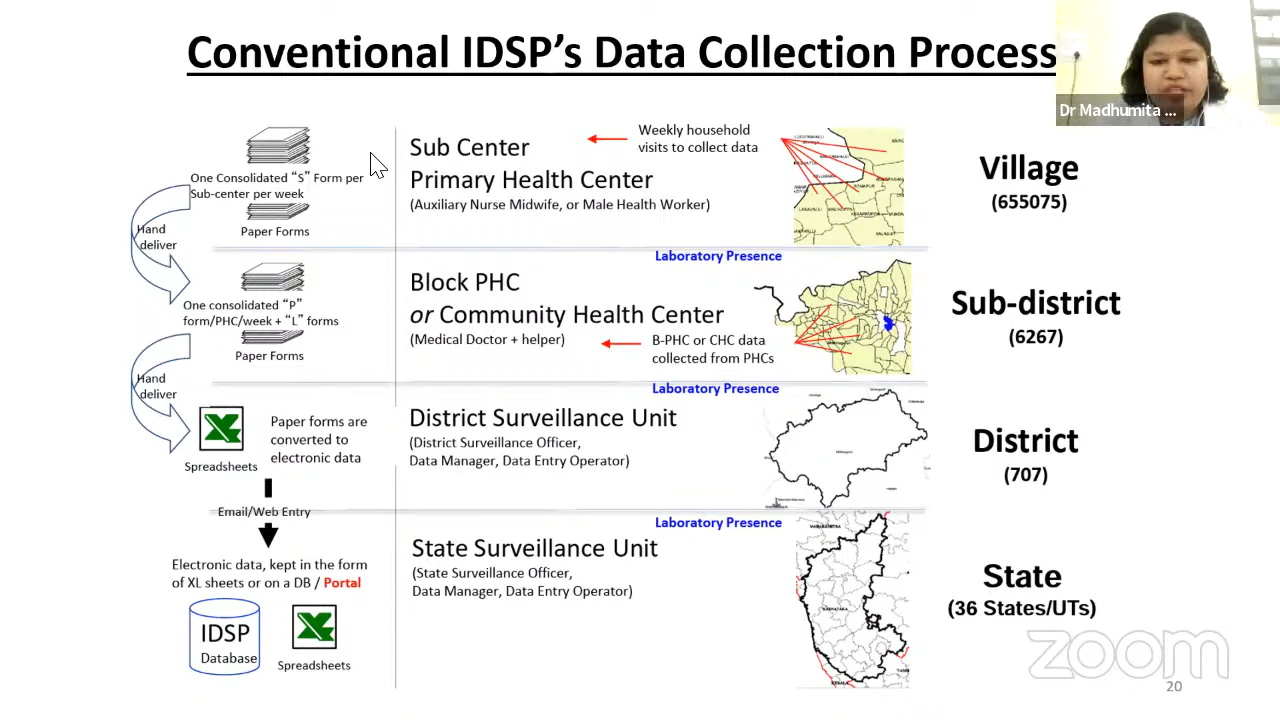 Conventional IDSP's Data Collection Process
Dr Madhumita ...
One Consolidated "S" Form per
Sub-center per week
Paper Forms
Hand
deliver
Sub Center
Primary Health Center
(Auxiliary Nurse Midwife, or Male Health Worker)
Weekly household
visits to collect data
Village
(655075)
Laboratory Presence
One consolidated "P"
form/PHC/week + "L" forms
Paper Forms
Hand
deliver
Block PHC
or Community Health Center
(Medical Doctor + helper)
B-PHC or CHC data
collected from PHCs
Sub-district
(6267)
Laboratory Presence
Spreadsheets
Paper forms are
converted to
electronic data
District Surveillance Unit
(District Surveillance Officer,
Data Manager, Data Entry Operator)
District
(707)
Email/Web Entry
Laboratory Presence
Electronic data, kept in the form
of XL sheets or on a DB / Portal
IDSP
Database
Spreadsheets
State Surveillance Unit
(State Surveillance Officer,
Data Manager, Data Entry Operator)
KARNATAKA
State
(36 States/UTs)
zoom
20